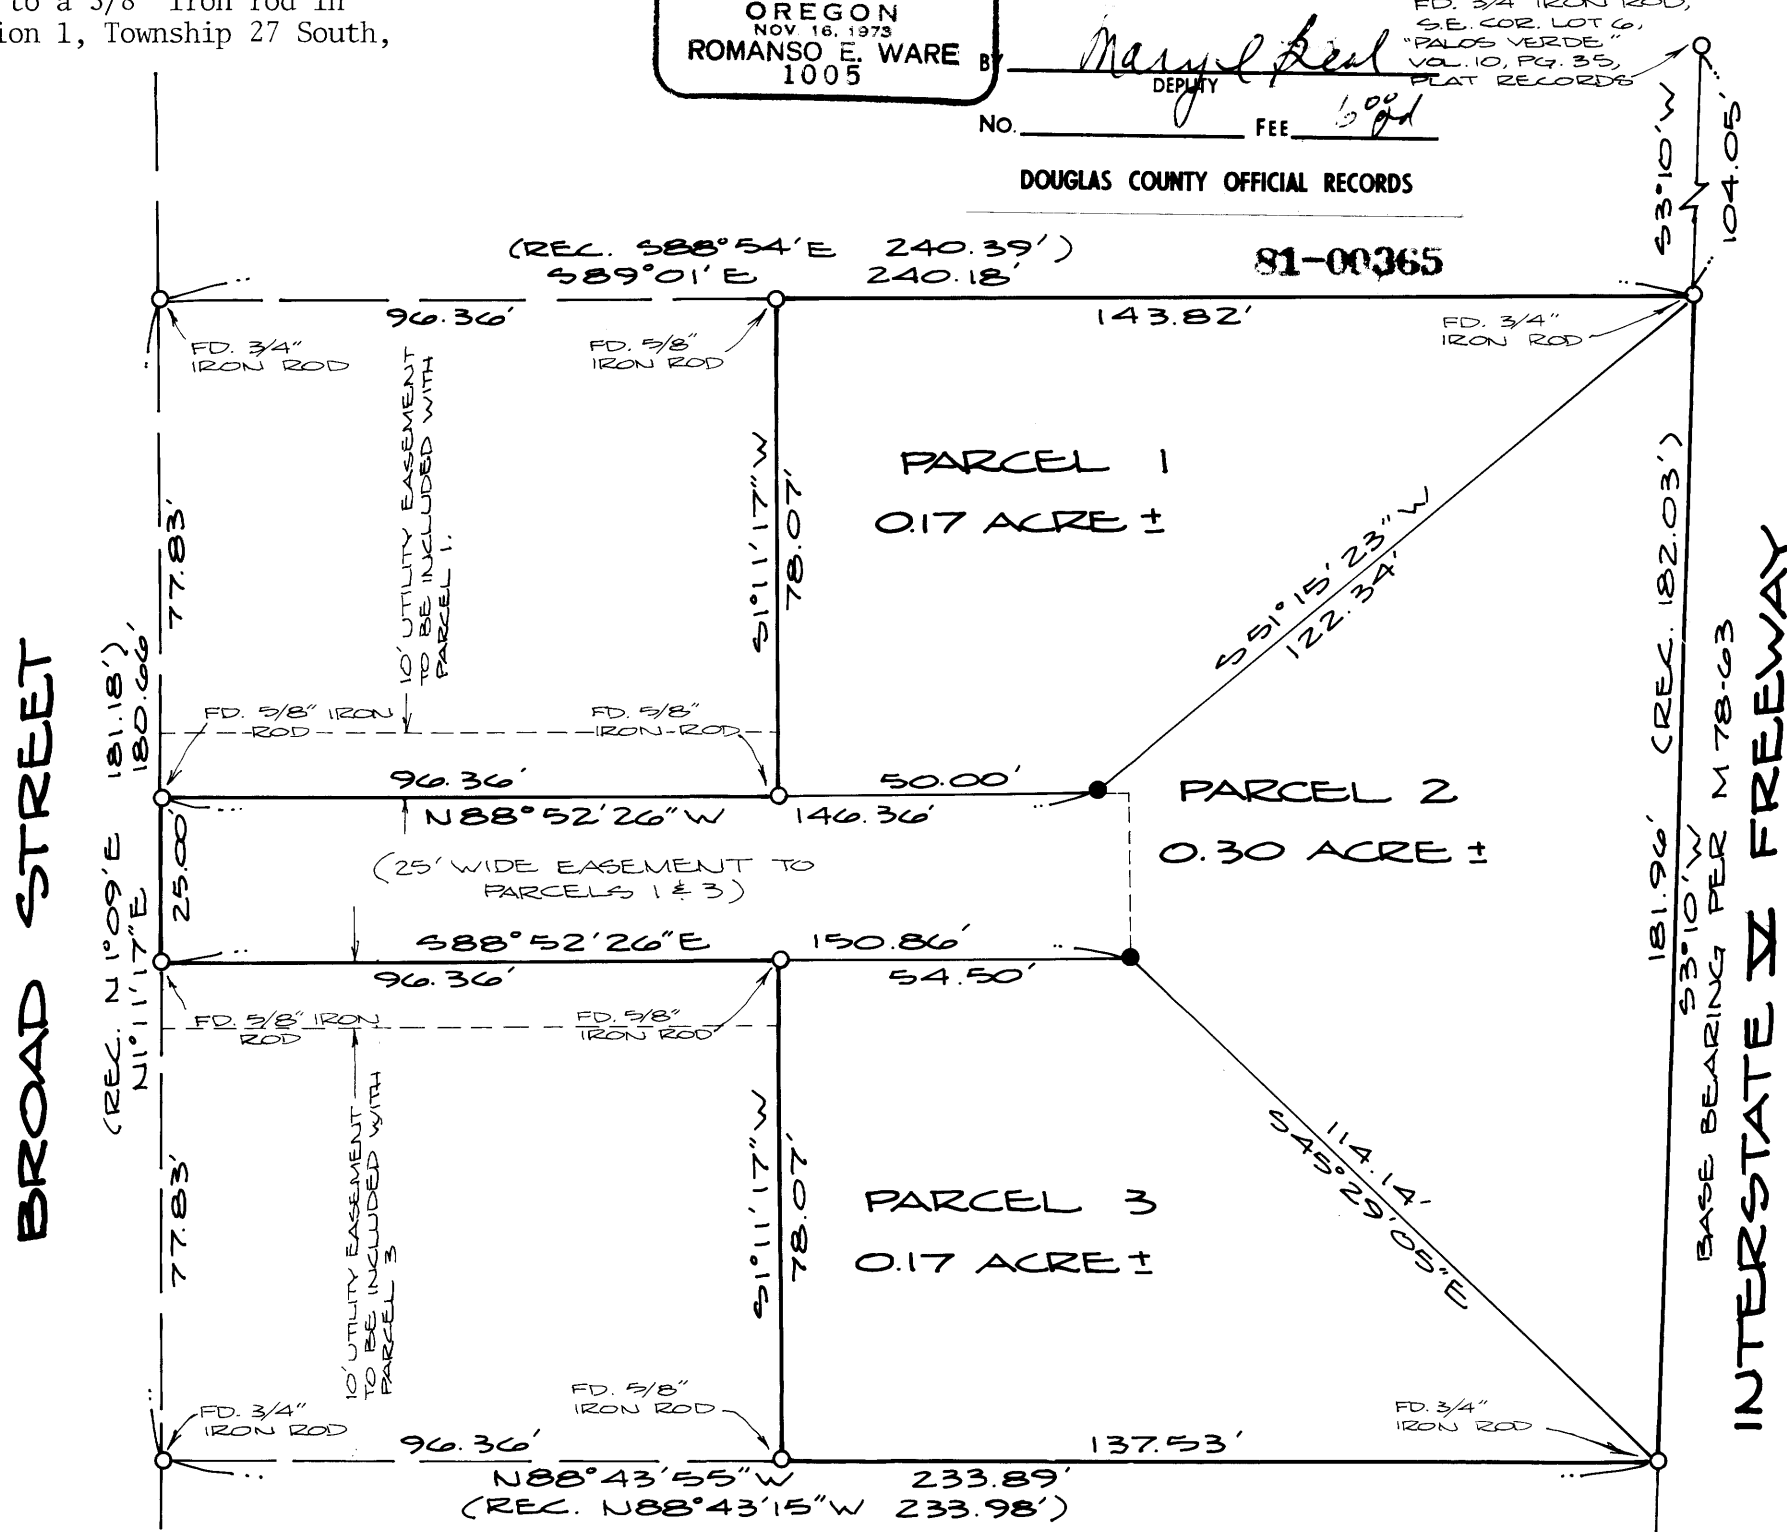 to a 5/8" iron rod in
ion 1, Township 27 South,
OREGON
NOV. 16, 1973
ROMANSO E. WARE
1005
BY
DEPUTY
NO. FEE 6 00
DOUGLAS COUNTY OFFICIAL RECORDS
81-00365
FD. 3/4" IRON ROD,
S.E. COR. LOT 6,
"PALOS VERDE"
VOL. 10, PG. 35,
PLAT RECORDS
S3°10'W
104.05'
(REC. S88°54'E 240.39')
S89°01'E 240.18'
96.36'
143.82'
FD. 3/4"
IRON ROD
FD. 5/8"
IRON ROD
FD. 3/4"
IRON ROD
10' UTILITY EASEMENT
TO BE INCLUDED WITH
PARCEL 1.
77.83'
S1°11'17"W
78.07'
PARCEL 1
0.17 ACRE ±
S51°15'23"W
122.34'
(REC. 182.03')
181.96'
S3°10'W
BASE BEARING PER M 78-63
INTERSTATE V FREEWAY
BROAD STREET
(REC. N1°09'E 181.18')
N1°11'17"E 180.66'
FD. 5/8" IRON
ROD
FD. 5/8"
IRON ROD
96.36'
50.00'
N88°52'26"W 146.36'
PARCEL 2
0.30 ACRE ±
25.00'
(25' WIDE EASEMENT TO
PARCELS 1 & 3)
S88°52'26"E 150.86'
96.36'
54.50'
FD. 5/8" IRON
ROD
FD. 5/8"
IRON ROD
77.83'
10' UTILITY EASEMENT
TO BE INCLUDED WITH
PARCEL 3
S1°11'17"W
78.07'
PARCEL 3
0.17 ACRE ±
114.14'
S45°29'05"E
FD. 3/4"
IRON ROD
FD. 5/8"
IRON ROD
FD. 3/4"
IRON ROD
96.36'
137.53'
N88°43'55"W 233.89'
(REC. N88°43'15"W 233.98')